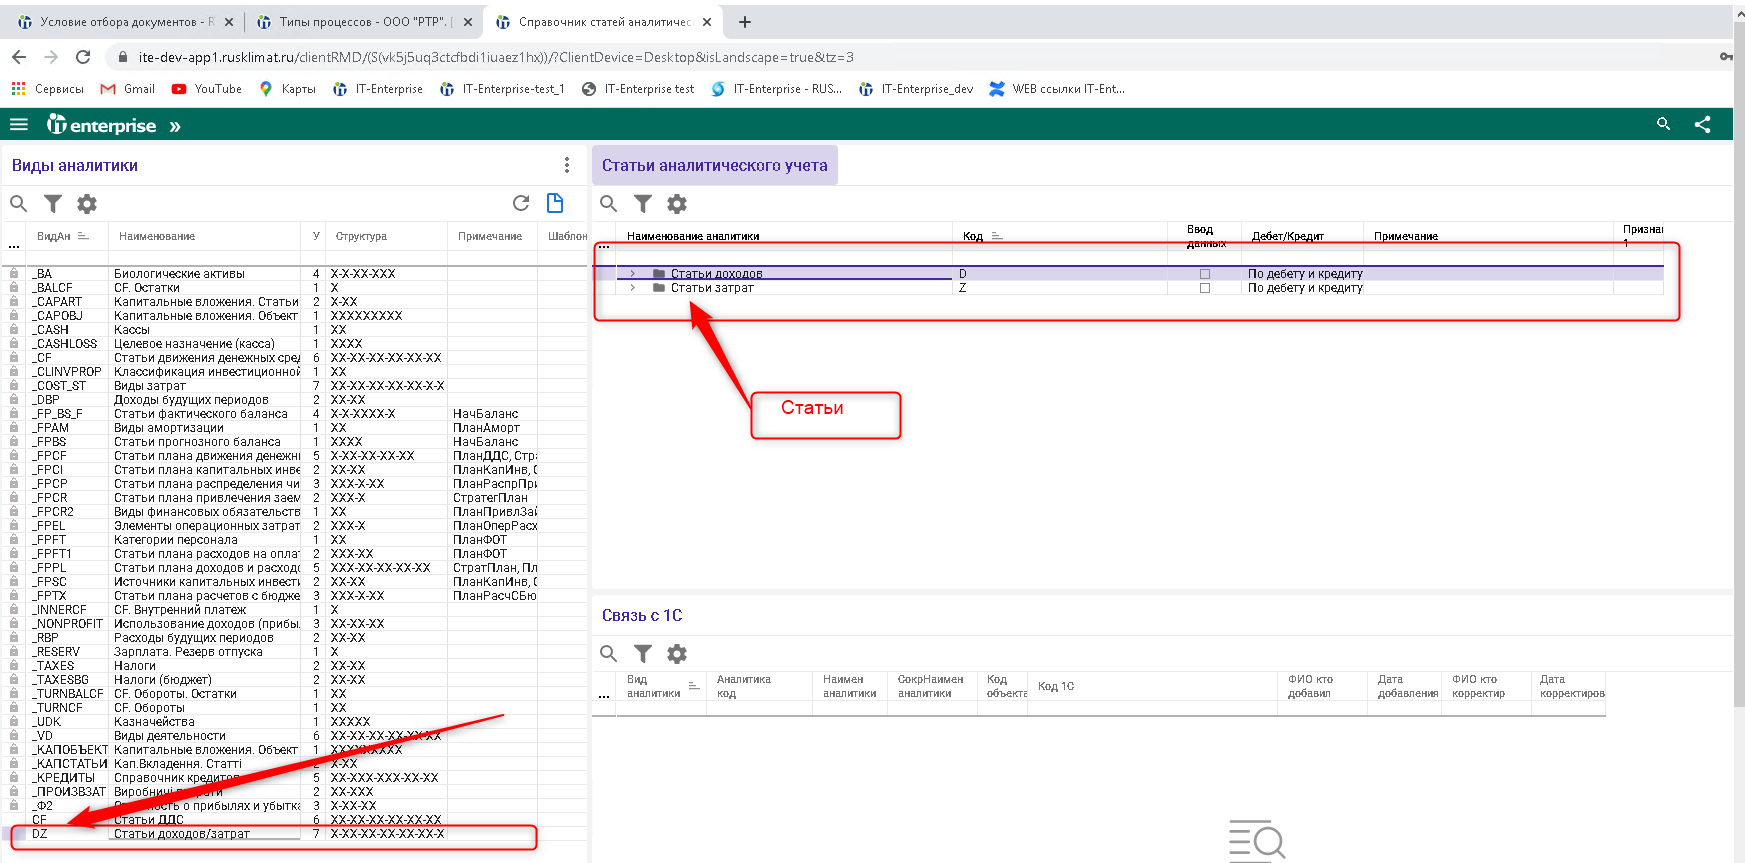 Условие отбора документов - R
Типы процессов - ООО "РТР". [
Справочник статей аналитичес
ite-dev-app1.rusklimat.ru/clientRMD/(S(vk5j5uq3ctcfbdi1iuaez1hx))/?ClientDevice=Desktop&isLandscape=true&tz=3
Сервисы Gmail YouTube Карты IT-Enterprise IT-Enterprise-test_1 IT-Enterprise test IT-Enterprise - RUS... IT-Enterprise_dev WEB ссылки IT-Ent...
enterprise »
Виды аналитики
... ВидАн Наименование У Структура Примечание Шаблон
_BA Биологические активы 4 X-X-XX-XXX
_BALCF CF. Остатки 1 X
_CAPART Капитальные вложения. Статьи 2 X-XX
_CAPOBJ Капитальные вложения. Объект 1 XXXXXXXXX
_CASH Кассы 1 XX
_CASHLOSS Целевое назначение (касса) 1 XXXX
_CF Статьи движения денежных сред 6 XX-XX-XX-XX-XX-XX
_CLINVPROP Классификация инвестиционной 1 XX
_COST_ST Виды затрат 7 XX-XX-XX-XX-XX-X-X
_DBP Доходы будущих периодов 2 XX-XX
_FP_BS_F Статьи фактического баланса 4 X-X-XXXX-X НачБаланс
_FPAM Виды амортизации 1 XX ПланАморт
_FPBS Статьи прогнозного баланса 1 XXXX НачБаланс
_FPCF Статьи плана движения денежн 5 X-XX-XX-XX-XX ПланДДС, Стра
_FPCI Статьи плана капитальных инве 2 XX-XX ПланКапИнв, С
_FPCP Статьи плана распределения чи 3 XXX-X-XX ПланРаспрПри
_FPCR Статьи плана привлечения заем 2 XXX-X СтратегПлан
_FPCR2 Виды финансовых обязательств 1 XX ПланПривлЗай
_FPEL Элементы операционных затрат 2 XXX-X ПланОперРасх
_FPFT Категории персонала 1 XX ПланФОТ
_FPFT1 Статьи плана расходов на оплат 2 XXX-XX ПланФОТ
_FPPL Статьи плана доходов и расходо 5 XXX-XX-XX-XX-XX СтратПлан, Пл
_FPSC Источники капитальных инвести 2 XX-XX ПланКапИнв, С
_FPTX Статьи плана расчетов с бюдже 3 XXX-X-XX ПланРасчСБю
_INNERCF CF. Внутренний платеж 1 X
_NONPROFIT Использование доходов (прибы. 3 XX-XX-XX
_RBP Расходы будущих периодов 2 XX-XX
_RESERV Зарплата. Резерв отпуска 1 X
_TAXES Налоги 2 XX-XX
_TAXESBG Налоги (бюджет) 2 XX-XX
_TURNBALCF CF. Обороты. Остатки 1 XX
_TURNCF CF. Обороты 1 XX
_UDK Казначейства 1 XXXXX
_VD Виды деятельности 6 XX-XX-XX-XX-XX-XX
_КАПОБЪЕКТ Капитальные вложения. Объект 1 XXXXXXXXX
_КАПСТАТЬИ Кап.Вкладення. Статті 2 X-XX
_КРЕДИТЫ Справочник кредитов 5 XX-XXX-XXX-XX-XX
_ПРОИЗВЗАТ Виробничі 2 XX-XXX
_Ф2 о прибылях и убытка 3 X-XX-XX
CF Статьи ДДС 6 XX-XX-XX-XX-XX-XX
DZ Статьи доходов/затрат 7 X-XX-XX-XX-XX-XX-X
Статьи аналитического учета
... Наименование аналитики Код Ввод данных Дебет/Кредит Примечание Признак 1
Статьи доходов D По дебету и кредиту
Статьи затрат Z По дебету и кредиту
Статьи
Связь с 1С
... Вид аналитики Аналитика код Наимен аналитики СокрНаимен аналитики Код объекта Код 1С ФИО кто добавил Дата добавления ФИО кто корректир Дата корректиров